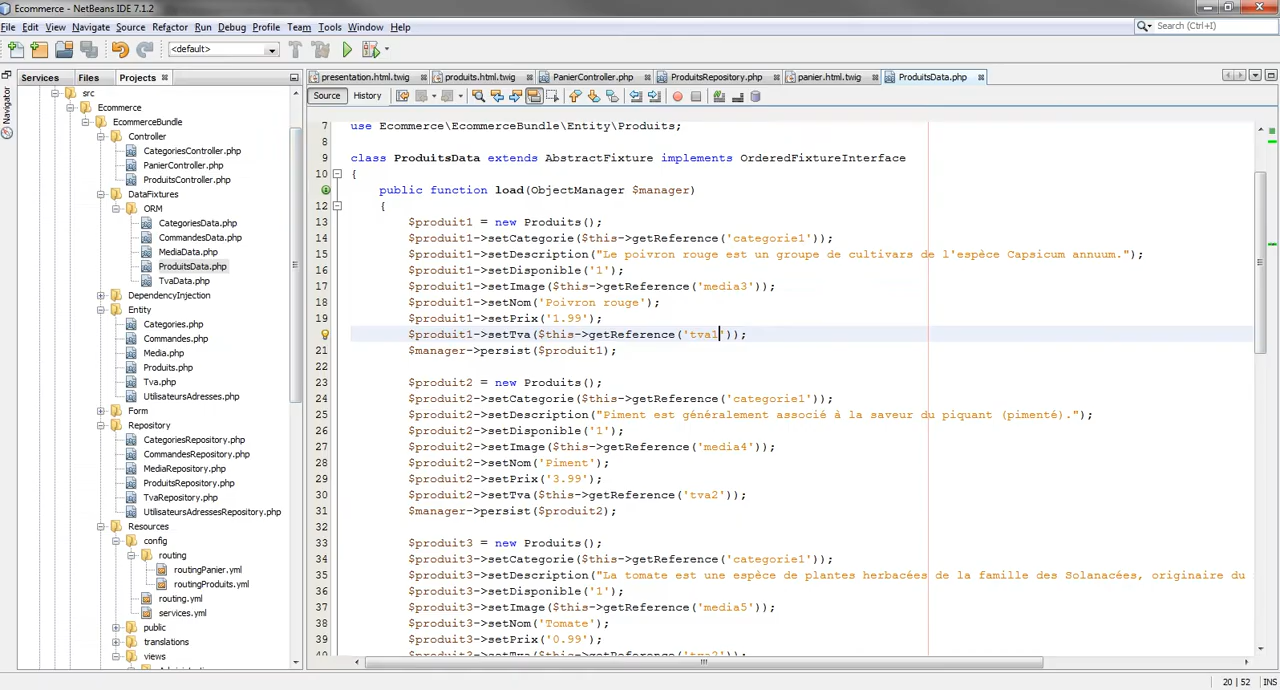 Ecommerce - NetBeans IDE 7.1.2
File Edit View Navigate Source Refactor Run Debug Profile Team Tools Window Help
Search (Ctrl+I)
<default>
Services Files Projects
presentation.html.twig produits.html.twig PanierController.php ProduitsRepository.php panier.html.twig ProduitsData.php
Navigator
src
Ecommerce
EcommerceBundle
Controller
CategoriesController.php
PanierController.php
ProduitsController.php
DataFixtures
ORM
CategoriesData.php
CommandesData.php
MediaData.php
ProduitsData.php
TvaData.php
DependencyInjection
Entity
Categories.php
Commandes.php
Media.php
Produits.php
Tva.php
UtilisateursAdresses.php
Form
Repository
CategoriesRepository.php
CommandesRepository.php
MediaRepository.php
ProduitsRepository.php
TvaRepository.php
UtilisateursAdressesRepository.php
Resources
config
routing
routingPanier.yml
routingProduits.yml
routing.yml
services.yml
public
translations
views
Source History
7 use Ecommerce\EcommerceBundle\Entity\Produits;
8
9 class ProduitsData extends AbstractFixture implements OrderedFixtureInterface
10 {
public function load(ObjectManager $manager)
12 {
13 $produit1 = new Produits();
14 $produit1->setCategorie($this->getReference('categorie1'));
15 $produit1->setDescription("Le poivron rouge est un groupe de cultivars de l'espèce Capsicum annuum.");
16 $produit1->setDisponible('1');
17 $produit1->setImage($this->getReference('media3'));
18 $produit1->setNom('Poivron rouge');
19 $produit1->setPrix('1.99');
$produit1->setTva($this->getReference('tva1'));
21 $manager->persist($produit1);
22
23 $produit2 = new Produits();
24 $produit2->setCategorie($this->getReference('categorie1'));
25 $produit2->setDescription("Piment est généralement associé à la saveur du piquant (pimenté).");
26 $produit2->setDisponible('1');
27 $produit2->setImage($this->getReference('media4'));
28 $produit2->setNom('Piment');
29 $produit2->setPrix('3.99');
30 $produit2->setTva($this->getReference('tva2'));
31 $manager->persist($produit2);
32
33 $produit3 = new Produits();
34 $produit3->setCategorie($this->getReference('categorie1'));
35 $produit3->setDescription("La tomate est une espèce de plantes herbacées de la famille des Solanacées, originaire du
36 $produit3->setDisponible('1');
37 $produit3->setImage($this->getReference('media5'));
38 $produit3->setNom('Tomate');
39 $produit3->setPrix('0.99');
40 $produit3->setTva($this->getReference('tva2'));
20 | 52 INS